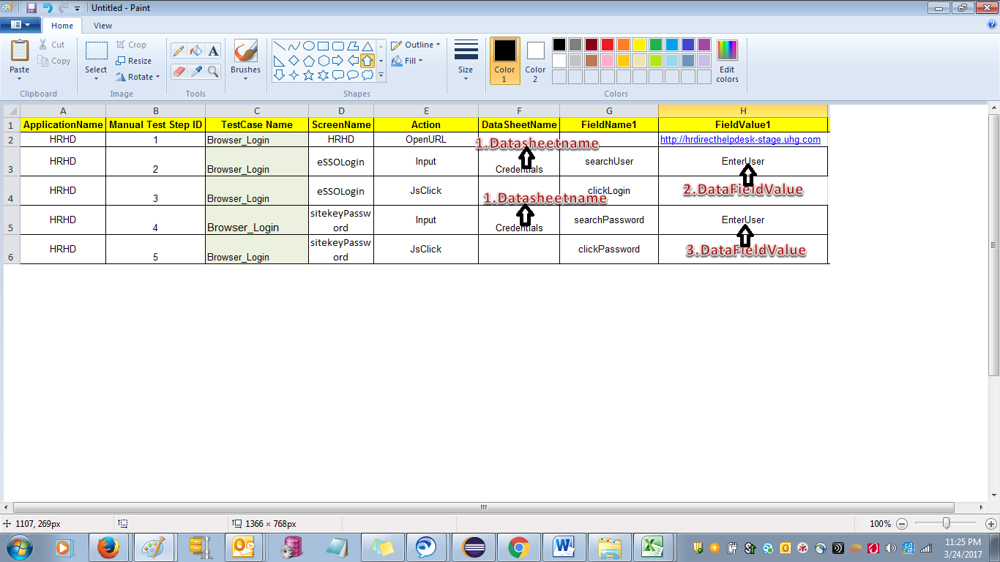 Untitled - Paint
Home View
Paste Cut Copy Clipboard
Select Crop Resize Rotate Image
A Tools
Brushes
Outline Fill Shapes
Size
Color 1 Color 2 Edit colors Colors
A B C D E F G H
1 ApplicationName Manual Test Step ID TestCase Name ScreenName Action DataSheetName FieldName1 FieldValue1
2 HRHD 1 Browser_Login HRHD OpenURL http://hrdirecthelpdesk-stage.uhg.com
1.Datasheetname
3 HRHD 2 Browser_Login eSSOLogin Input Credentials searchUser EnterUser
4 HRHD 3 Browser_Login eSSOLogin JsClick clickLogin
2.DataFieldValue
1.Datasheetname
5 HRHD 4 Browser_Login sitekeyPassw
ord Input Credentials searchPassword EnterUser
6 HRHD 5 Browser_Login sitekeyPassw
ord JsClick clickPassword
3.DataFieldValue
1107, 269px 1366 × 768px 100%
11:25 PM
3/24/2017